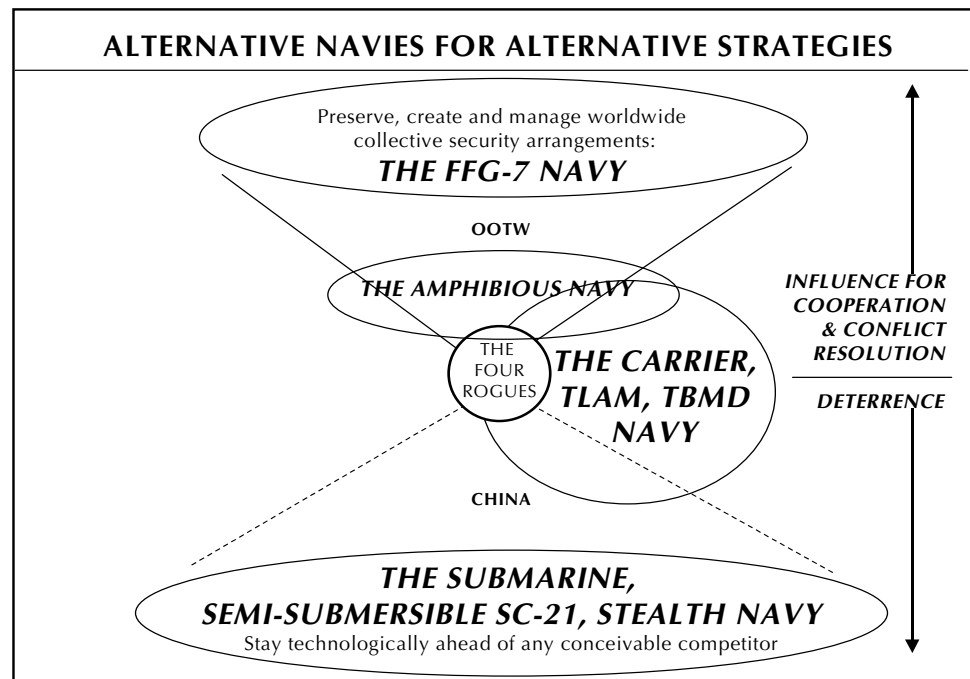 ALTERNATIVE NAVIES FOR ALTERNATIVE STRATEGIES
Preserve, create and manage worldwide
collective security arrangements:
THE FFG-7 NAVY
OOTW
THE AMPHIBIOUS NAVY
THE
FOUR
ROGUES
THE CARRIER,
TLAM, TBMD
NAVY
INFLUENCE FOR
COOPERATION
& CONFLICT
RESOLUTION
DETERRENCE
CHINA
THE SUBMARINE,
SEMI-SUBMERSIBLE SC-21, STEALTH NAVY
Stay technologically ahead of any conceivable competitor